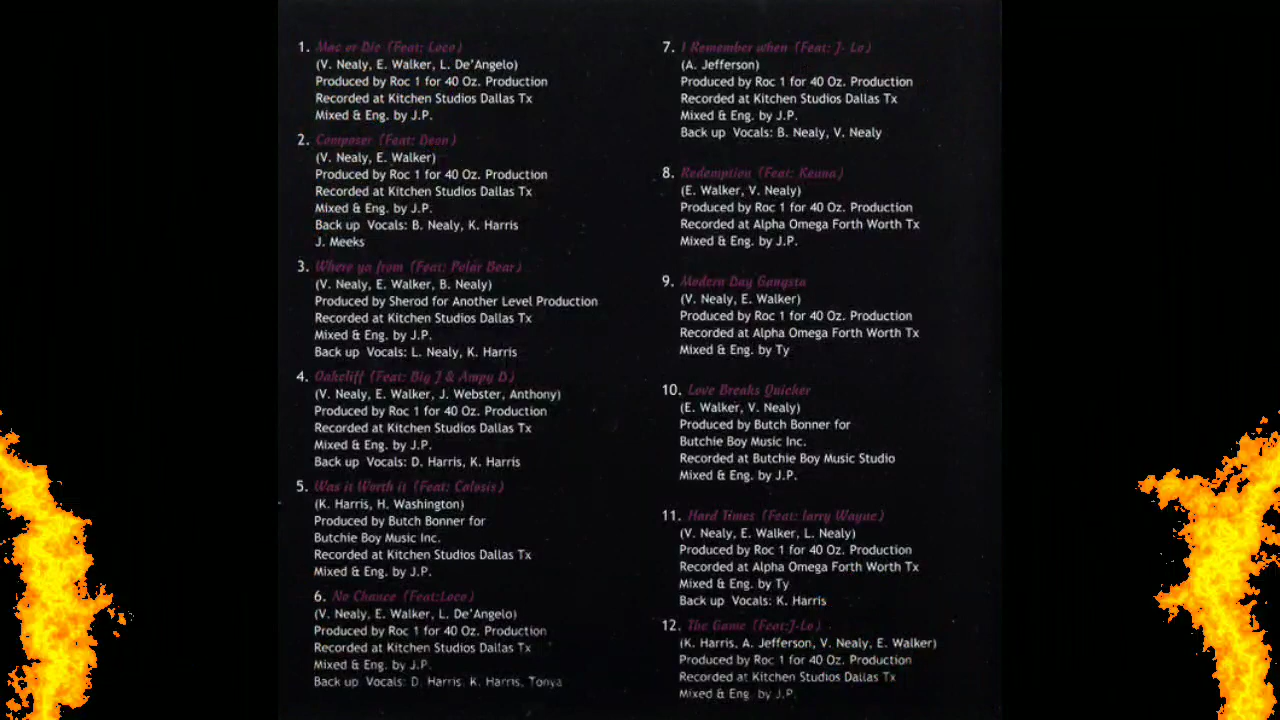 1. Mac or Die (Feat: Loco)
(V. Nealy, E. Walker, L. De'Angelo)
Produced by Roc 1 for 40 Oz. Production
Recorded at Kitchen Studios Dallas Tx
Mixed & Eng. by J.P.
2. Composer (Feat: Deon)
(V. Nealy, E. Walker)
Produced by Roc 1 for 40 Oz. Production
Recorded at Kitchen Studios Dallas Tx
Mixed & Eng. by J.P.
Back up Vocals: B. Nealy, K. Harris
J. Meeks
3. Where ya from (Feat: Polar Bear)
(V. Nealy, E. Walker, B. Nealy)
Produced by Sherod for Another Level Production
Recorded at Kitchen Studios Dallas Tx
Mixed & Eng. by J.P.
Back up Vocals: L. Nealy, K. Harris
4. Oakcliff (Feat: Big J & Ampy D)
(V. Nealy, E. Walker, J. Webster, Anthony)
Produced by Roc 1 for 40 Oz. Production
Recorded at Kitchen Studios Dallas Tx
Mixed & Eng. by J.P.
Back up Vocals: D. Harris, K. Harris
5. Was it Worth it (Feat: Calosis)
(K. Harris, H. Washington)
Produced by Butch Bonner for
Butchie Boy Music Inc.
Recorded at Kitchen Studios Dallas Tx
Mixed & Eng. by J.P.
6. No Chance (Feat:Loco)
(V. Nealy, E. Walker, L. De'Angelo)
Produced by Roc 1 for 40 Oz. Production
Recorded at Kitchen Studios Dallas Tx
Mixed & Eng. by J.P.
Back up Vocals: D. Harris, K. Harris, Tonya
7. I Remember when (Feat: J- Lo)
(A. Jefferson)
Produced by Roc 1 for 40 Oz. Production
Recorded at Kitchen Studios Dallas Tx
Mixed & Eng. by J.P.
Back up Vocals: B. Nealy, V. Nealy
8. Redemption (Feat: Keuna)
(E. Walker, V. Nealy)
Produced by Roc 1 for 40 Oz. Production
Recorded at Alpha Omega Forth Worth Tx
Mixed & Eng. by J.P.
9. Modern Day Gangsta
(V. Nealy, E. Walker)
Produced by Roc 1 for 40 Oz. Production
Recorded at Alpha Omega Forth Worth Tx
Mixed & Eng. by Ty
10. Love Breaks Quicker
(E. Walker, V. Nealy)
Produced by Butch Bonner for
Butchie Boy Music Inc.
Recorded at Butchie Boy Music Studio
Mixed & Eng. by J.P.
11. Hard Times (Feat: larry Wayne)
(V. Nealy, E. Walker, L. Nealy)
Produced by Roc 1 for 40 Oz. Production
Recorded at Alpha Omega Forth Worth Tx
Mixed & Eng. by Ty
Back up Vocals: K. Harris
12. The Game (Feat:J-Lo)
(K. Harris, A. Jefferson, V. Nealy, E. Walker)
Produced by Roc 1 for 40 Oz. Production
Recorded at Kitchen Studios Dallas Tx
Mixed & Eng. by J.P.